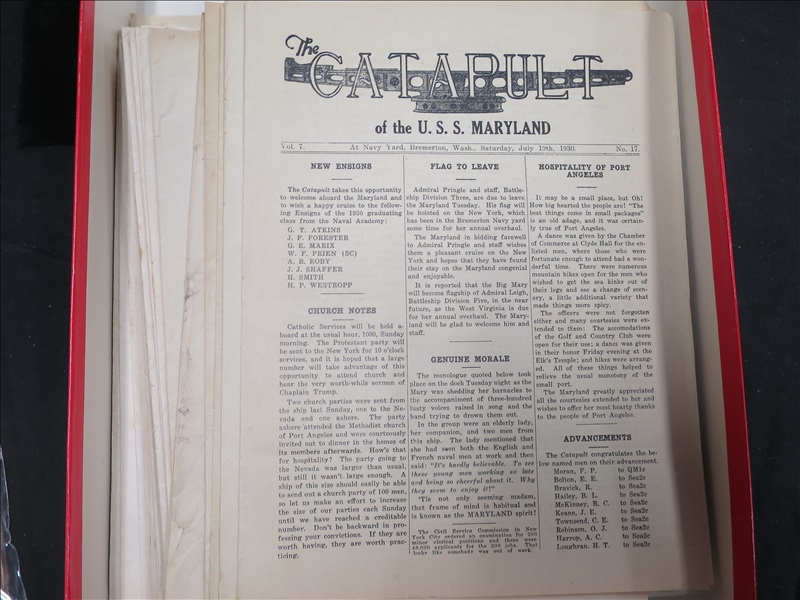 The
CATAPULT
of the U. S. S. MARYLAND
Vol. 7. At Navy Yard, Bremerton, Wash., Saturday, July 19th, 1930. No. 17.
NEW ENSIGNS
The Catapult takes this opportunity
to welcome aboard the Maryland and
to wish a happy cruise to the follow-
ing Ensigns of the 1930 graduating
class from the Naval Academy:
G. T. ATKINS
J. F. FORESTER
G. E. MARIX
W. F. PRIEN (SC)
A. B. ROBY
J. J. SHAFFER
H. SMITH
H. P. WESTROPP
CHURCH NOTES
Catholic Services will be held a-
board at the usual hour, 1000, Sunday
morning. The Protestant party will
be sent to the New York for 10 o'clock
services, and it is hoped that a large
number will take advantage of this
opportunity to attend church and
hear the very worth-while sermon of
Chaplain Trump.
Two church parties were sent from
the ship last Sunday, one to the Ne-
vada and one ashore. The party
ashore attended the Methodist church
of Port Angeles and were courteously
invited out to dinner in the homes of
its members afterwards. How's that
for hospitality? The party going to
the Nevada was larger than usual,
but still it wasn't large enough. A
ship of this size should easily be able
to send out a church party of 100 men,
so let us make an effort to increase
the size of our parties each Sunday
until we have reached a creditable
number. Don't be backward in pro-
fessing your convictions. If they are
worth having, they are worth prac-
ticing.
FLAG TO LEAVE
Admiral Pringle and staff, Battle-
ship Division Three, are due to leave
the Maryland Tuesday. His flag will
be hoisted on the New York, which
has been in the Bremerton Navy yard
some time for her annual overhaul.
The Maryland in bidding farewell
to Admiral Pringle and staff wishes
them a pleasant cruise on the New
York and hopes that they have found
their stay on the Maryland congenial
and enjoyable.
It is reported that the Big Mary
will become flagship of Admiral Leigh,
Battleship Division Five, in the near
future, as the West Virginia is due
for her annual overhaul. The Mary-
land will be glad to welcome him and
staff.
GENUINE MORALE
The monologue quoted below took
place on the dock Tuesday night as the
Mary was shedding her barnacles to
the accompaniment of three-hundred
lusty voices raised in song and the
band trying to drown them out.
In the group were an elderly lady,
her companion, and two men from
this ship. The lady mentioned that
she had seen both the English and
French naval men at work and then
said: "It's hardly believable. To see
these young men working so late
and being so cheerful about it. Why
they seem to enjoy it!"
'Tis not only seeming madam,
that frame of mind is habitual and
is known as the MARYLAND spirit!
The Civil Service Commission in New
York City ordered an examination for 200
minor clerical positions and there were
applicants for the 200 jobs. That
looks like somebody was out of work.
HOSPITALITY OF PORT
ANGELES
It may be a small place, but Oh!
How big hearted the people are! "The
best things come in small packages"
is an old adage, and it was certain-
ly true of Port Angeles.
A dance was given by the Chamber
of Commerce at Clyde Hall for the en-
listed men, where those who were
fortunate enough to attend had a won-
derful time. There were numerous
mountain hikes open for the men who
wished to get the sea kinks out of
their legs and see a change of scen-
ery, a little additional variety that
made things more spicy.
The officers were not forgotten
either and many courteries were ex-
tended to them: The accomodations
of the Golf and Country Club were
open for their use; a dance was given
in their honor Friday evening at the
Elk's Temple; and hikes were arrang-
ed. All of these things helped to
relieve the usual monotony of the
small port.
The Maryland greatly appreciated
all the courtesies extended to her and
wishes to offer her most hearty thanks
to the people of Port Angeles.
ADVANCEMENTS
The Catapult congratulates the be-
low named men on their advancement.
Moran, F. P. to QM1c
Bolton, E. E. to Sea2c
Bravick, R. to Sea2c
Hailey, B. L. to Sea2c
McKinney, R. C. to Sea2c
Keane, J. E. to Sea2c
Townsend, C. E. to Sea2c
Robinson, O. J. to Sea2c
Harrop, A. C. to Sea2c
Loughran, H. T. to Sea2c